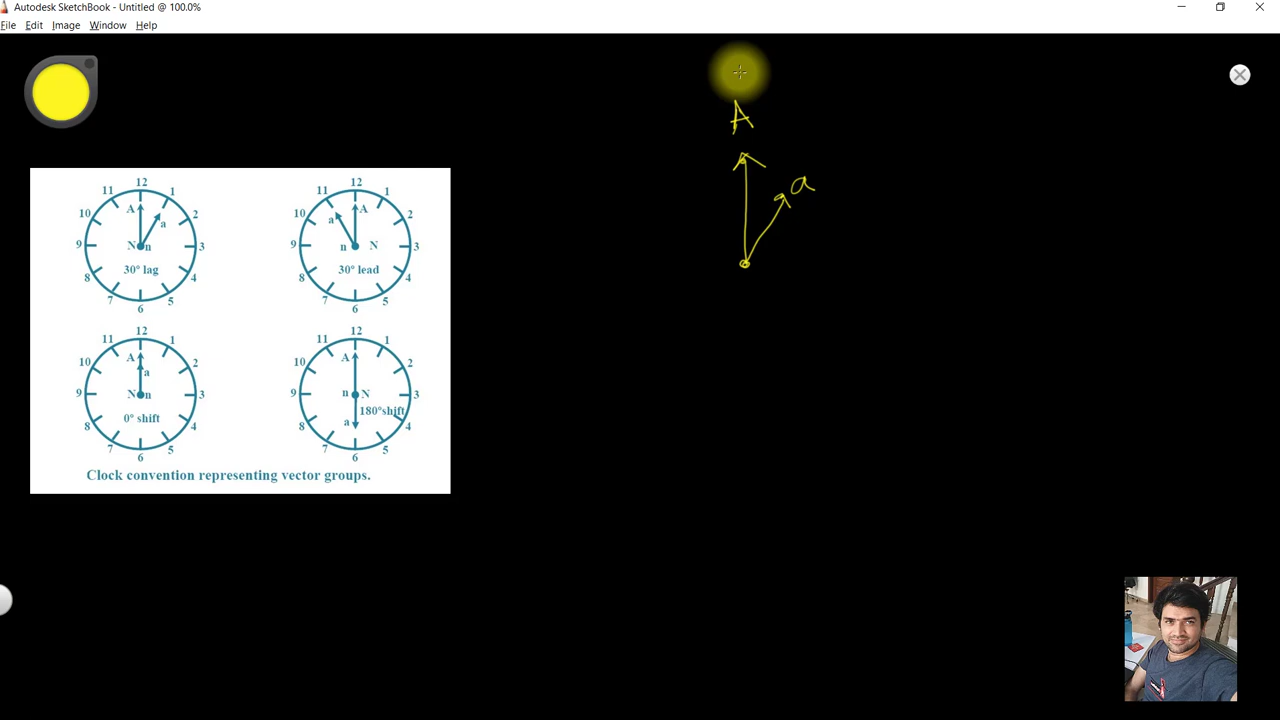 Autodesk SketchBook - Untitled @ 100.0%
File Edit Image Window Help
A
a
12
11 1
10 2
A
a
9 N n 3
30° lag
8 4
7 5
6
12
11 1
10 2
a A
9 n N 3
30° lead
8 4
7 5
6
12
11 1
10 2
A
a
9 N n 3
0° shift
8 4
7 5
6
12
11 1
10 2
A
9 n N 3
180°shift
a
8 4
7 5
6
Clock convention representing vector groups.